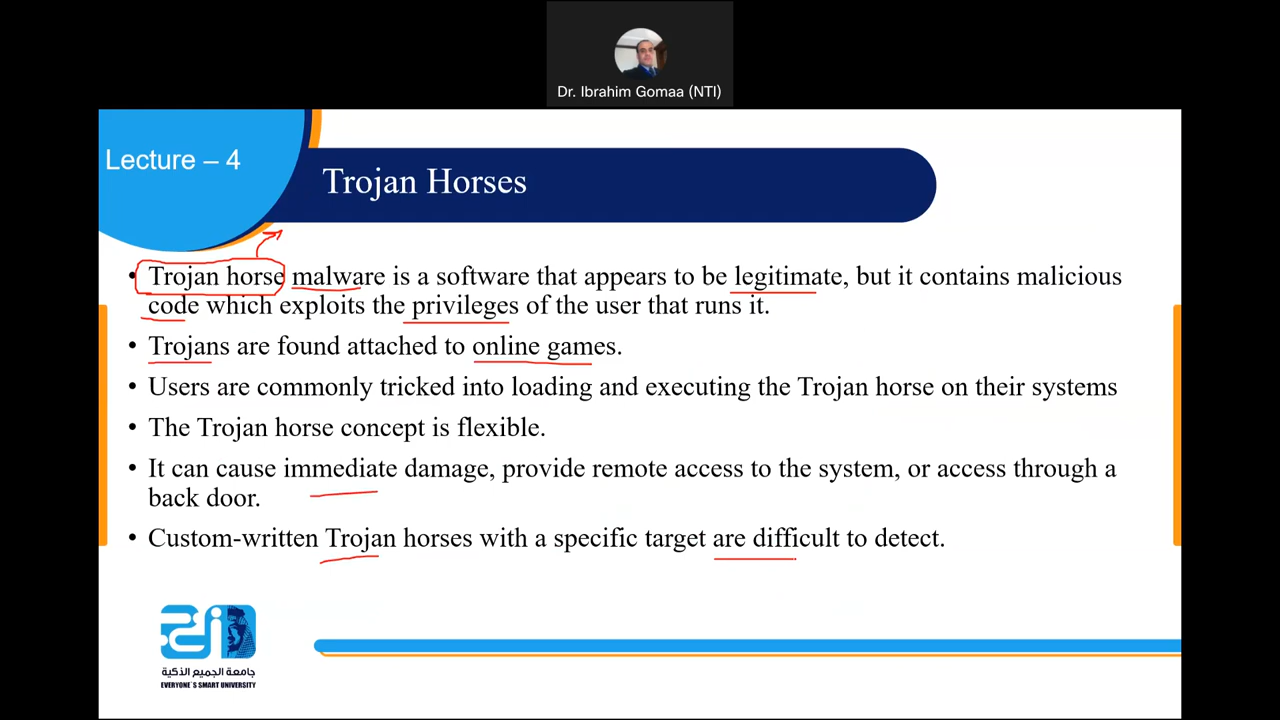 Dr. Ibrahim Gomaa (NTI)
Lecture – 4
Trojan Horses
• Trojan horse malware is a software that appears to be legitimate, but it contains malicious
code which exploits the privileges of the user that runs it.
• Trojans are found attached to online games.
• Users are commonly tricked into loading and executing the Trojan horse on their systems
• The Trojan horse concept is flexible.
• It can cause immediate damage, provide remote access to the system, or access through a
back door.
• Custom-written Trojan horses with a specific target are difficult to detect.
جامعة الجميع الذكية
EVERYONE'S SMART UNIVERSITY